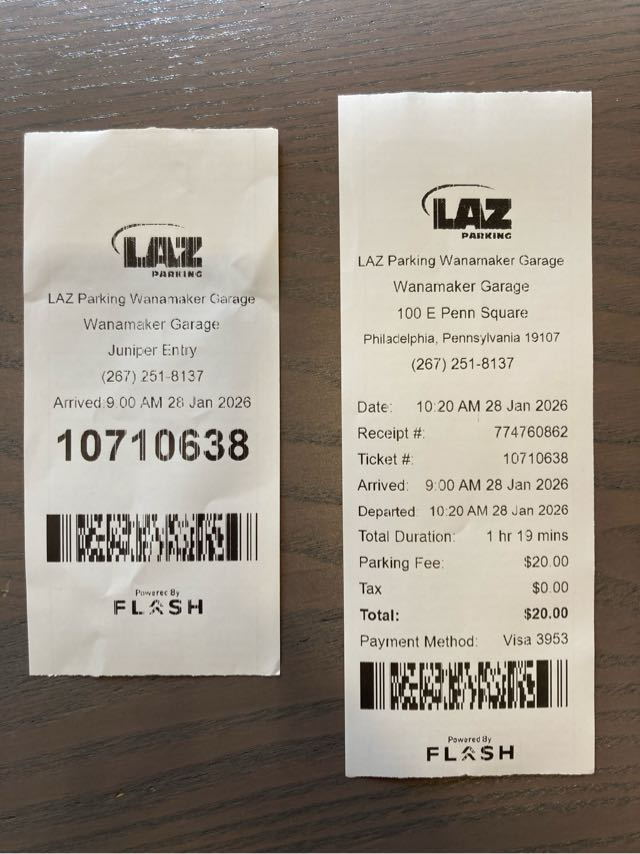 LAZ
PARKING
LAZ Parking Wanamaker Garage
Wanamaker Garage
Juniper Entry
(267) 251-8137
Arrived:9:00 AM 28 Jan 2026
10710638
Powered By
FLASH
LAZ
PARKING
LAZ Parking Wanamaker Garage
Wanamaker Garage
100 E Penn Square
Philadelphia, Pennsylvania 19107
(267) 251-8137
Date: 10:20 AM 28 Jan 2026
Receipt #: 774760862
Ticket #: 10710638
Arrived: 9:00 AM 28 Jan 2026
Departed: 10:20 AM 28 Jan 2026
Total Duration: 1 hr 19 mins
Parking Fee: $20.00
Tax $0.00
Total: $20.00
Payment Method: Visa 3953
Powered By
FLASH